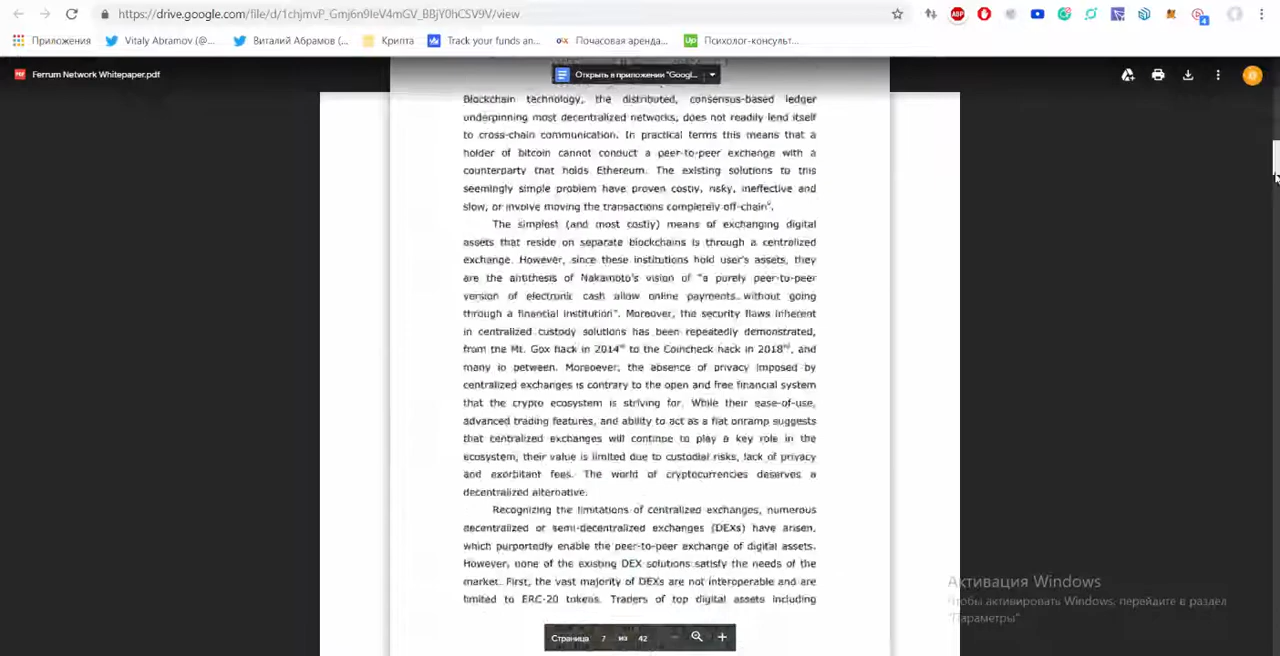 https://drive.google.com/file/d/1chjmvP_Gmj6n9IeV4mGV_BBjY0hCSV9V/view
Приложения Vitaly Abramov (@... Виталий Абрамов (... Крипта Track your funds an... Почасовая аренда... Психолог-консульт...
Ferrum Network Whitepaper.pdf Открыть в приложении "Googl...
Blockchain technology, the distributed, consensus-based ledger
underpinning most decentralized networks, does not readily lend itself
to cross-chain communication. In practical terms this means that a
holder of bitcoin cannot conduct a peer-to-peer exchange with a
counterparty that holds Ethereum. The existing solutions to this
seemingly simple problem have proven costly, risky, ineffective and
slow, or involve moving the transactions completely off-chain.
The simplest (and most costly) means of exchanging digital
assets that reside on separate blockchains is through a centralized
exchange. However, since these institutions hold user's assets, they
are the antithesis of Nakamoto's vision of "a purely peer-to-peer
version of electronic cash allow online payments... without going
through a financial institution". Moreover, the security flaws inherent
in centralized custody solutions has been repeatedly demonstrated,
from the Mt. Gox hack in 2014 to the Coincheck hack in 2018, and
many in between. Moreoever, the absence of privacy imposed by
centralized exchanges is contrary to the open and free financial system
that the crypto ecosystem is striving for. While their ease-of-use,
advanced trading features, and ability to act as a fiat onramp suggests
that centralized exchanges will continue to play a key role in the
ecosystem, their value is limited due to custodial risks, lack of privacy
and exorbitant fees. The world of cryptocurrencies deserves a
decentralized alternative.
Recognizing the limitations of centralized exchanges, numerous
decentralized or semi-decentralized exchanges (DEXs) have arisen,
which purportedly enable the peer-to-peer exchange of digital assets.
However, none of the existing DEX solutions satisfy the needs of the
market. First, the vast majority of DEXs are not interoperable and are
limited to ERC-20 tokens. Traders of top digital assets including
Активация Windows
Чтобы активировать Windows, перейдите в раздел
"Параметры"
Страница 7 из 42